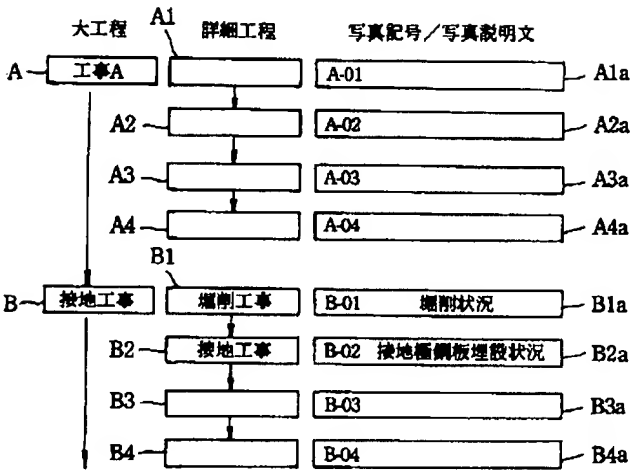 大工程 詳細工程 写真記号/写真説明文
A1
A 工事A A-01 A1a
A2 A-02 A2a
A3 A-03 A3a
A4 A-04 A4a
B1
B 接地工事 堀削工事 B-01 堀削状況 B1a
B2 接地工事 B-02 接地極銅板埋設状況 B2a
B3 B-03 B3a
B4 B-04 B4a